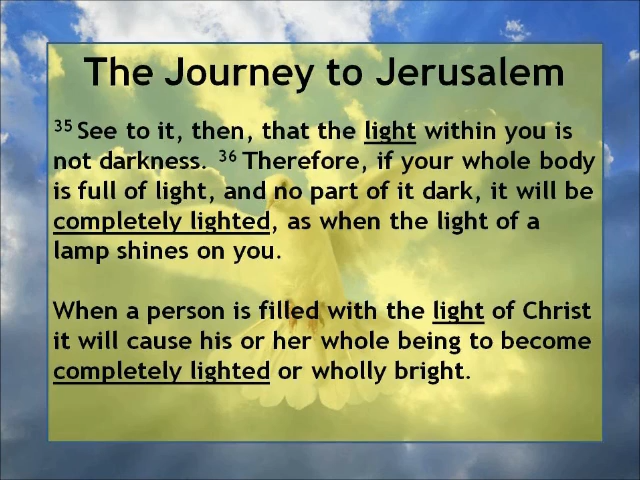 The Journey to Jerusalem
35 See to it, then, that the light within you is
not darkness. 36 Therefore, if your whole body
is full of light, and no part of it dark, it will be
completely lighted, as when the light of a
lamp shines on you.
When a person is filled with the light of Christ
it will cause his or her whole being to become
completely lighted or wholly bright.